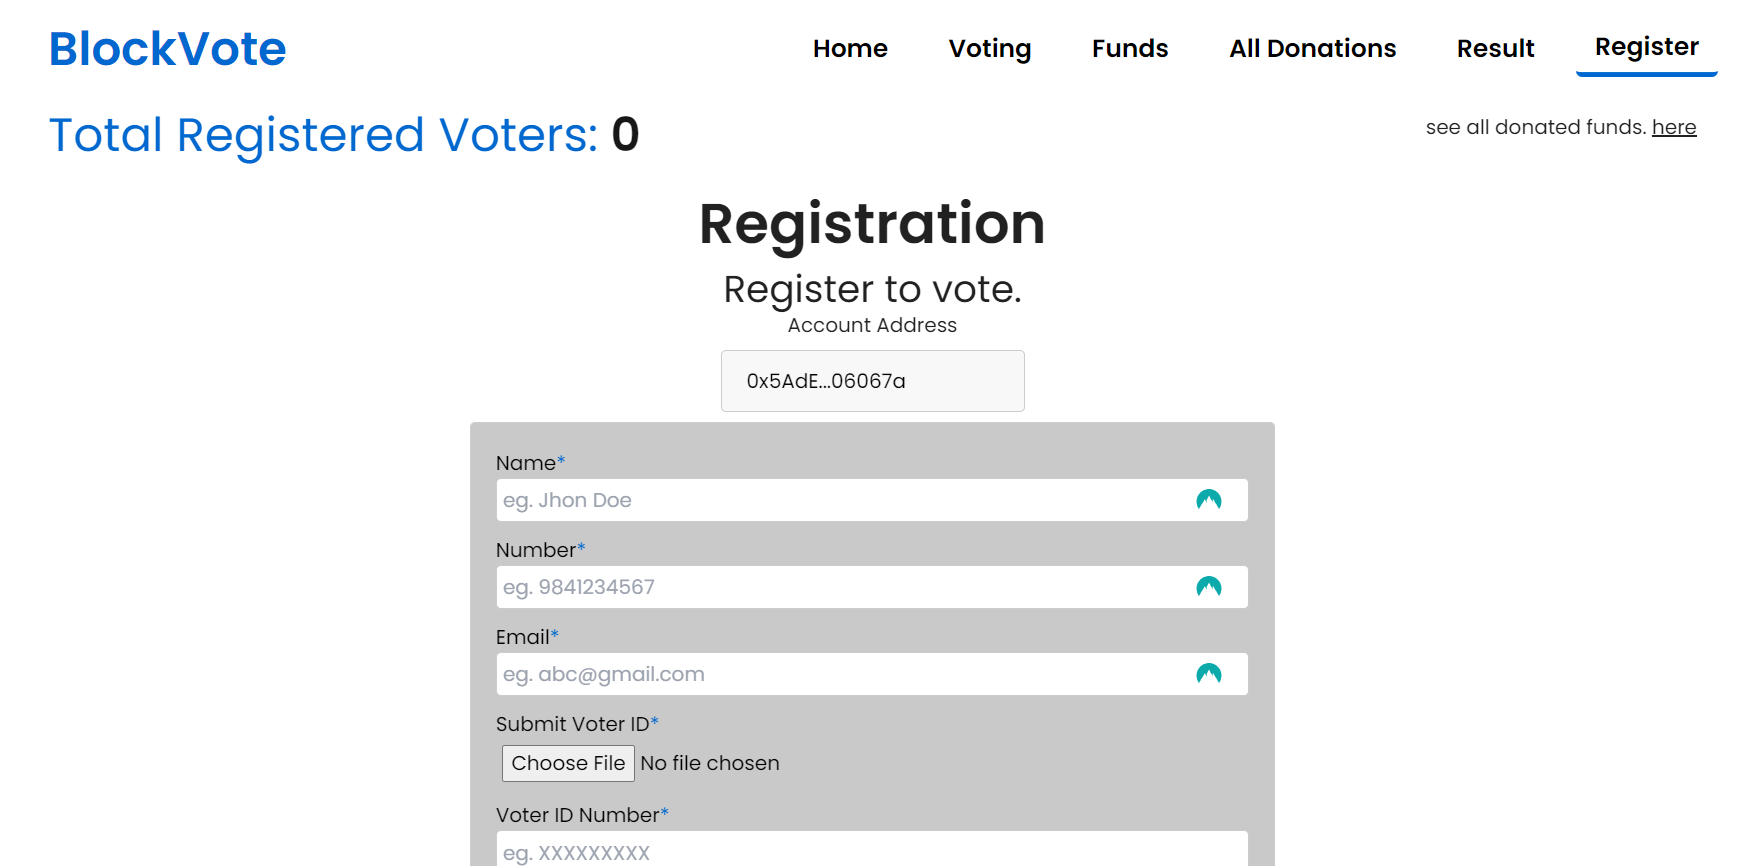 BlockVote
Home Voting Funds All Donations Result Register
Total Registered Voters: 0
see all donated funds. here
Registration
Register to vote.
Account Address
0x5AdE...06067a
Name*
eg. Jhon Doe
Number*
eg. 9841234567
Email*
eg. abc@gmail.com
Submit Voter ID*
Choose File No file chosen
Voter ID Number*
eg. XXXXXXXXX